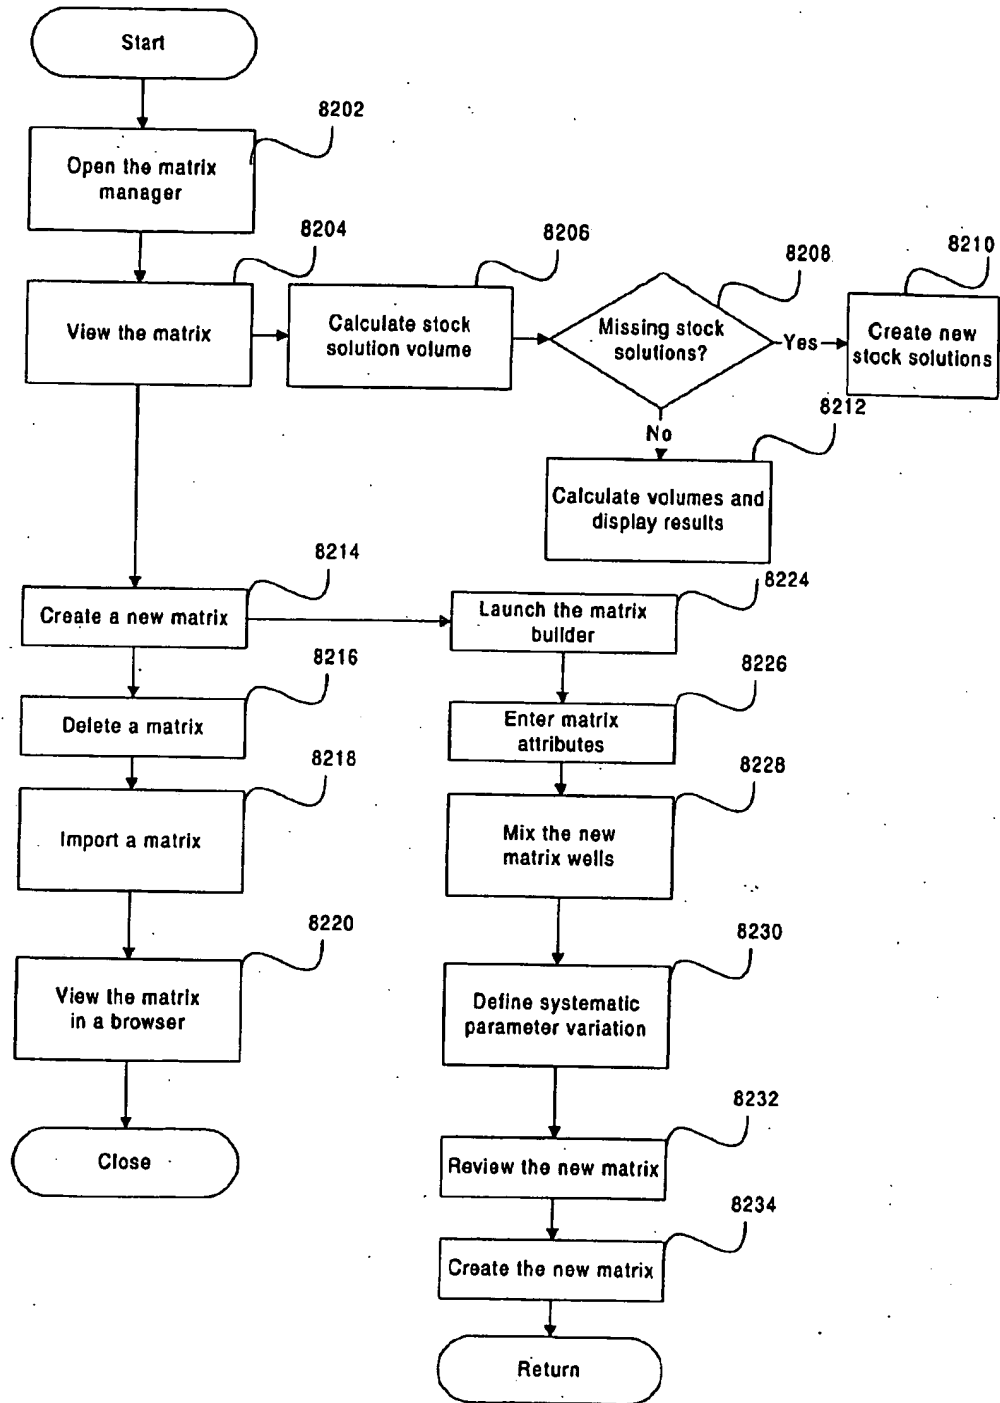 Start
8202
Open the matrix
manager
8204
View the matrix
8206
Calculate stock
solution volume
8208
Missing stock
solutions?
Yes
8210
Create new
stock solutions
No
8212
Calculate volumes and
display results
8214
Create a new matrix
8216
Delete a matrix
8218
Import a matrix
8220
View the matrix
in a browser
Close
8224
Launch the matrix
builder
8226
Enter matrix
attributes
8228
Mix the new
matrix wells
8230
Define systematic
parameter variation
8232
Review the new matrix
8234
Create the new matrix
Return